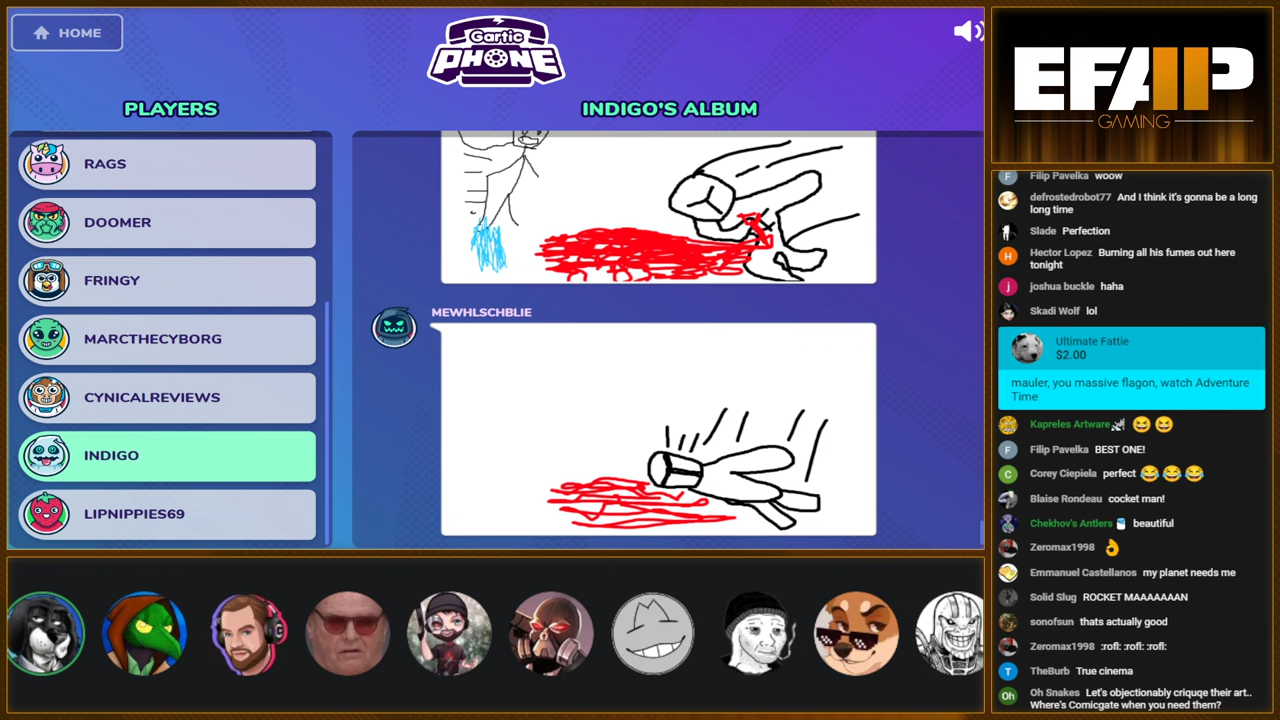 HOME
Gartic
PHONE
PLAYERS
INDIGO'S ALBUM
RAGS
DOOMER
FRINGY
MARCTHECYBORG
CYNICALREVIEWS
INDIGO
LIPNIPPIES69
MEWHLSCHBLIE
EFAP
GAMING
F Filip Pavelka woow
defrostedrobot77 And I think it's gonna be a long
long time
Slade Perfection
H Hector Lopez Burning all his fumes out here
tonight
j joshua buckle haha
Skadi Wolf lol
Ultimate Fattie
$2.00
mauler, you massive flagon, watch Adventure
Time
Kapreles Artware 😆 😆
F Filip Pavelka BEST ONE!
C Corey Ciepiela perfect 😂😂😂
Blaise Rondeau cocket man!
Chekhov's Antlers beautiful
Zeromax1998 👌
Emmanuel Castellanos my planet needs me
Solid Slug ROCKET MAAAAAAAN
sonofsun thats actually good
Zeromax1998 :rofl: :rofl: :rofl:
T TheBurb True cinema
Oh Oh Snakes Let's objectionably criquqe their art..
Where's Comicgate when you need them?